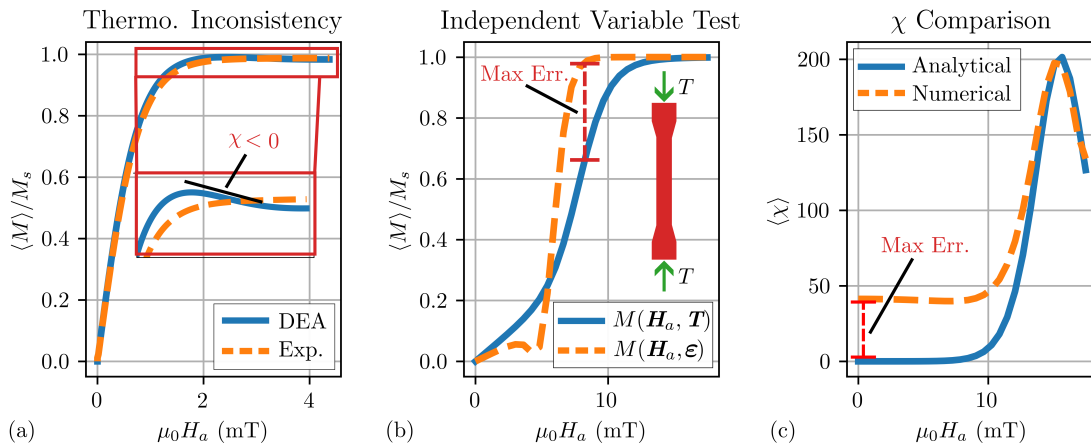 Thermo. Inconsistency
1.0
0.8
0.6
0.4
0.2
0.0
⟨M⟩/M_s
χ < 0
DEA
Exp.
0
2
4
(a)
μ₀H_a (mT)
Independent Variable Test
1.0
0.8
0.6
0.4
0.2
0.0
⟨M⟩/M_s
Max Err.
T
T
M(H_a, T)
M(H_a, ε)
0
10
(b)
μ₀H_a (mT)
χ Comparison
200
150
100
50
0
⟨χ⟩
Analytical
Numerical
Max Err.
0
10
(c)
μ₀H_a (mT)